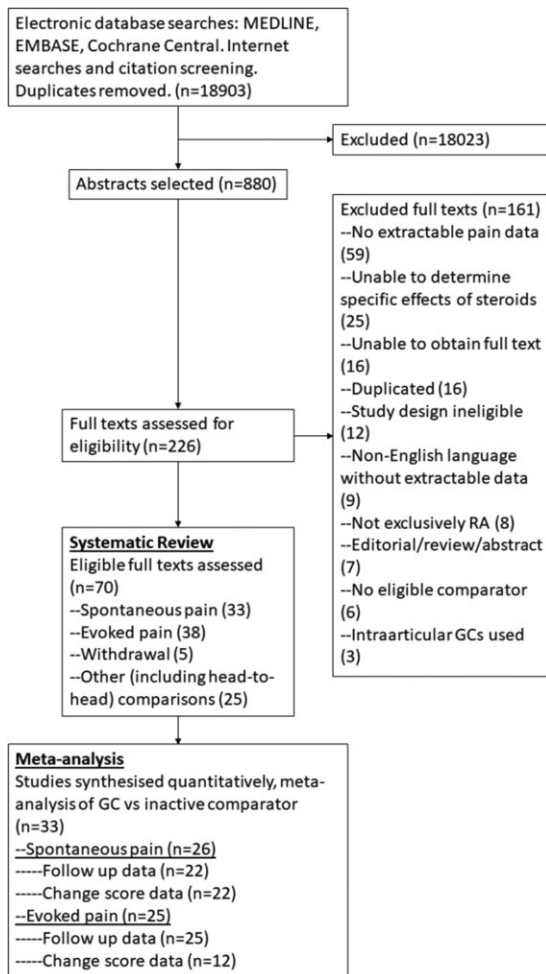 Electronic database searches: MEDLINE,
EMBASE, Cochrane Central. Internet
searches and citation screening.
Duplicates removed. (n=18903)
Excluded (n=18023)
Abstracts selected (n=880)
Excluded full texts (n=161)
--No extractable pain data
(59)
--Unable to determine
specific effects of steroids
(25)
--Unable to obtain full text
(16)
--Duplicated (16)
--Study design ineligible
(12)
--Non-English language
without extractable data
(9)
--Not exclusively RA (8)
--Editorial/review/abstract
(7)
--No eligible comparator
(6)
--Intraarticular GCs used
(3)
Full texts assessed for
eligibility (n=226)
Systematic Review
Eligible full texts assessed
(n=70)
--Spontaneous pain (33)
--Evoked pain (38)
--Withdrawal (5)
--Other (including head-to-
head) comparisons (25)
Meta-analysis
Studies synthesised quantitatively, meta-
analysis of GC vs inactive comparator
(n=33)
--Spontaneous pain (n=26)
-----Follow up data (n=22)
-----Change score data (n=22)
--Evoked pain (n=25)
-----Follow up data (n=25)
-----Change score data (n=12)